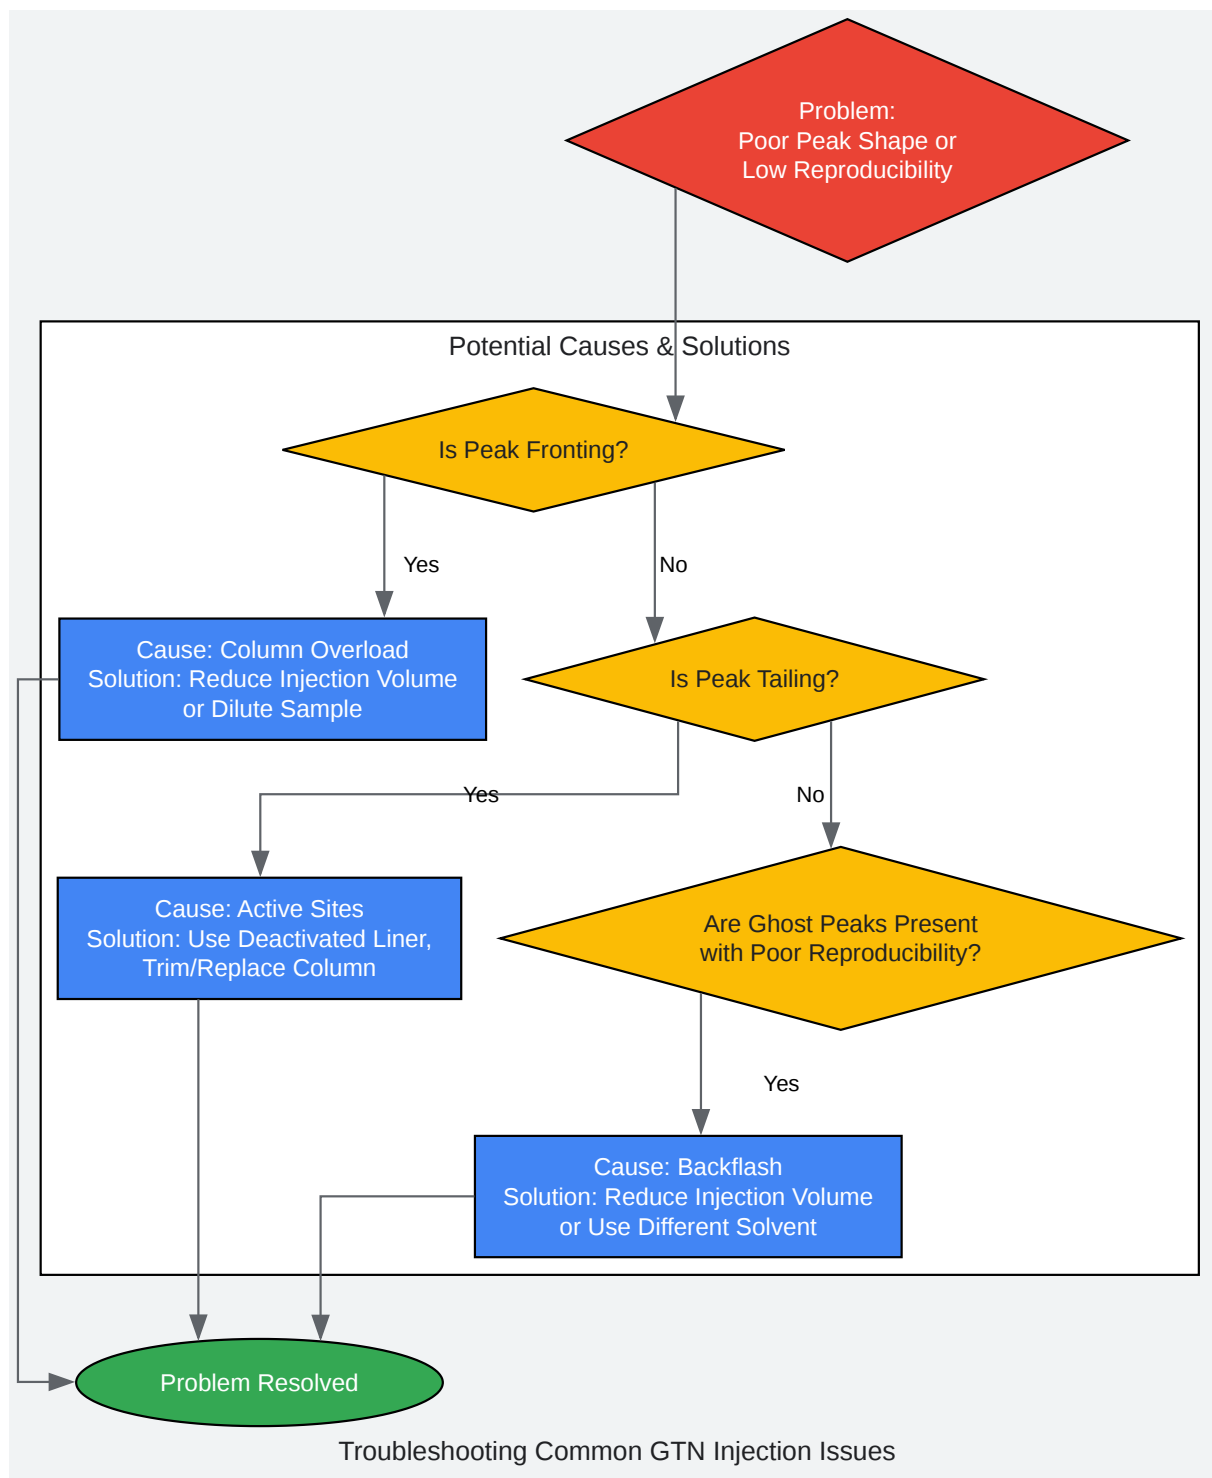 Problem:
Poor Peak Shape or
Low Reproducibility
Potential Causes & Solutions
Is Peak Fronting?
Yes
No
Cause: Column Overload
Solution: Reduce Injection Volume
or Dilute Sample
Is Peak Tailing?
Yes
No
Cause: Active Sites
Solution: Use Deactivated Liner,
Trim/Replace Column
Are Ghost Peaks Present
with Poor Reproducibility?
Yes
Cause: Backflash
Solution: Reduce Injection Volume
or Use Different Solvent
Problem Resolved
Troubleshooting Common GTN Injection Issues